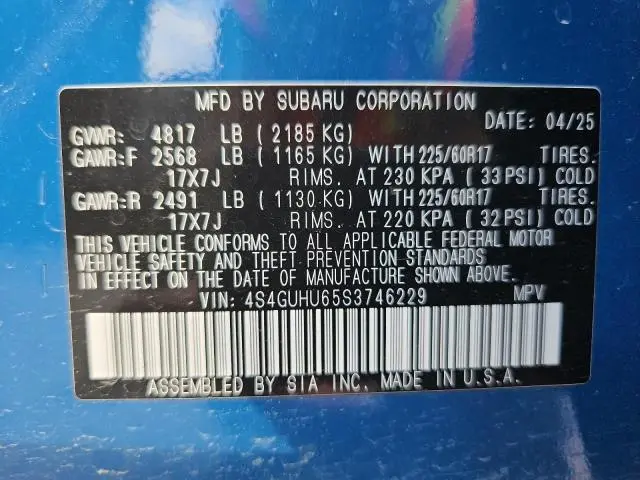 MFD BY SUBARU CORPORATION
DATE: 04/25
GVWR: 4817 LB ( 2185 KG)
GAWR:F 2568 LB ( 1165 KG) WITH 225/60R17 TIRES.
17X7J RIMS. AT 230 KPA ( 33 PSI) COLD
GAWR:R 2491 LB ( 1130 KG) WITH 225/60R17 TIRES.
17X7J RIMS. AT 220 KPA ( 32 PSI) COLD
THIS VEHICLE CONFORMS TO ALL APPLICABLE FEDERAL MOTOR
VEHICLE SAFETY AND THEFT PREVENTION STANDARDS
IN EFFECT ON THE DATE OF MANUFACTURE SHOWN ABOVE.
VIN: 4S4GUHU65S3746229 MPV
ASSEMBLED BY SIA INC. MADE IN U.S.A.